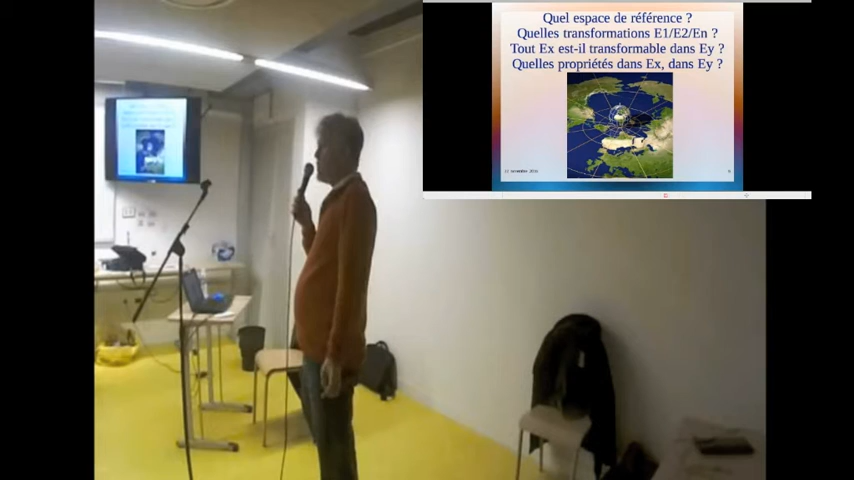 Quel espace de référence ?
Quelles transformations E1/E2/En ?
Tout Ex est-il transformable dans Ey ?
Quelles propriétés dans Ex, dans Ey ?